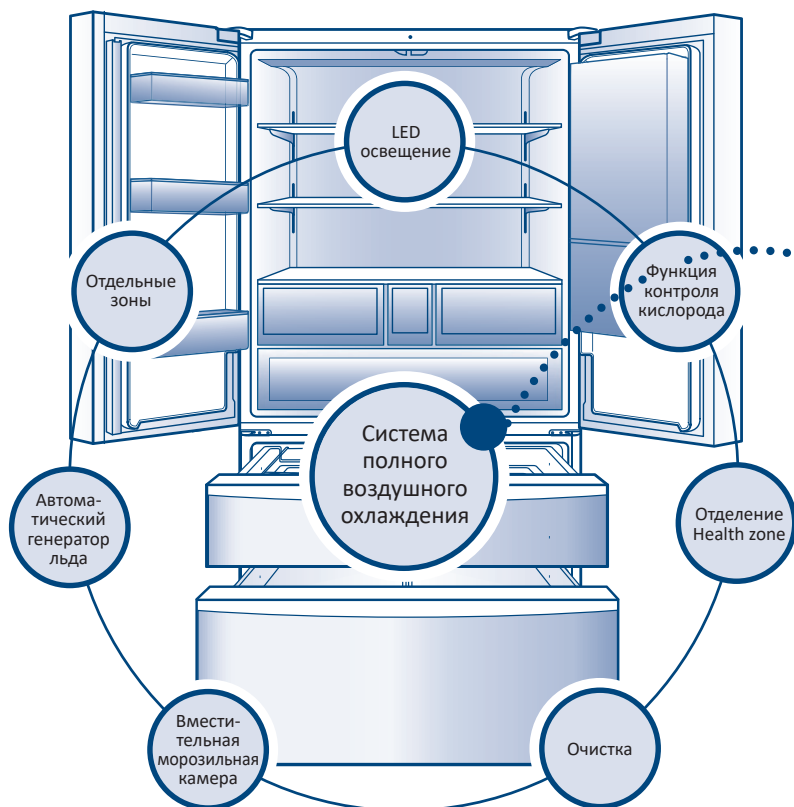 LED
освещение
Отдельные
зоны
Функция
контроля
кислорода
Система
полного
воздушного
охлаждения
Автома-
тический
генератор
льда
Отделение
Health zone
Вмести-
тельная
морозильная
камера
Очистка